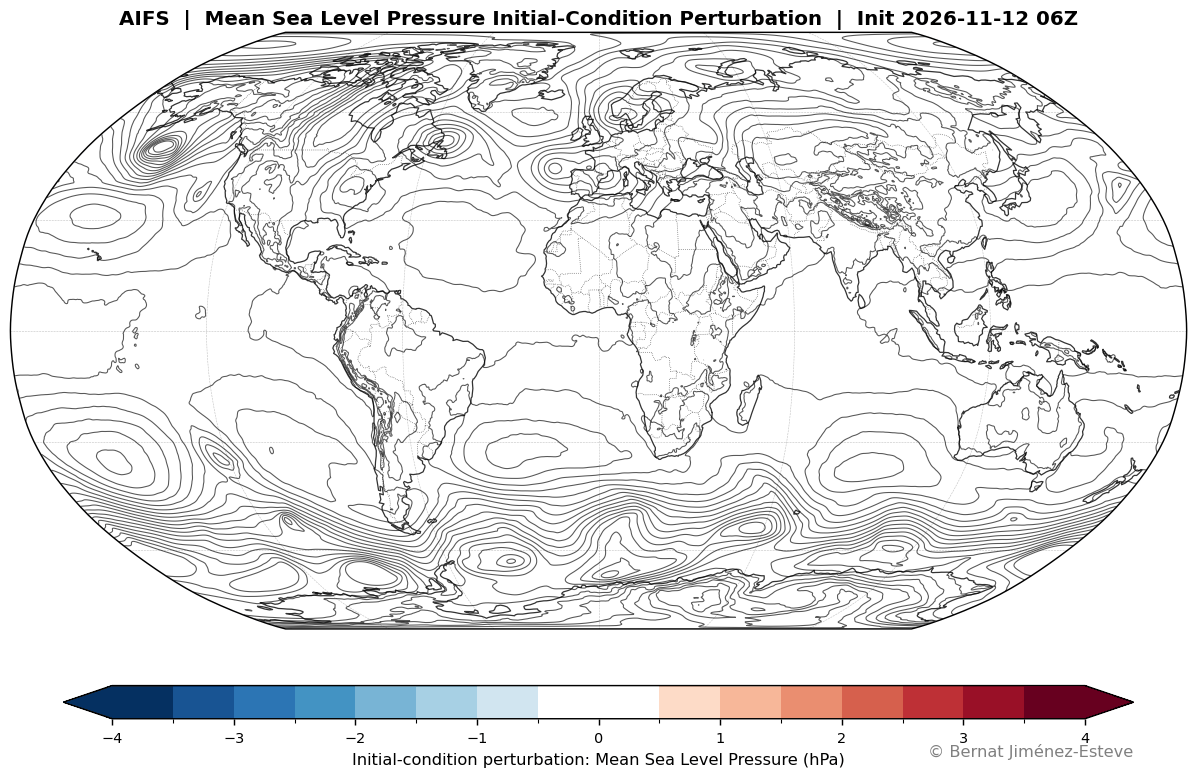 AIFS | Mean Sea Level Pressure Initial-Condition Perturbation | Init 2026-11-12 06Z
−4 −3 −2 −1 0 1 2 3 4
© Bernat Jiménez-Esteve
Initial-condition perturbation: Mean Sea Level Pressure (hPa)